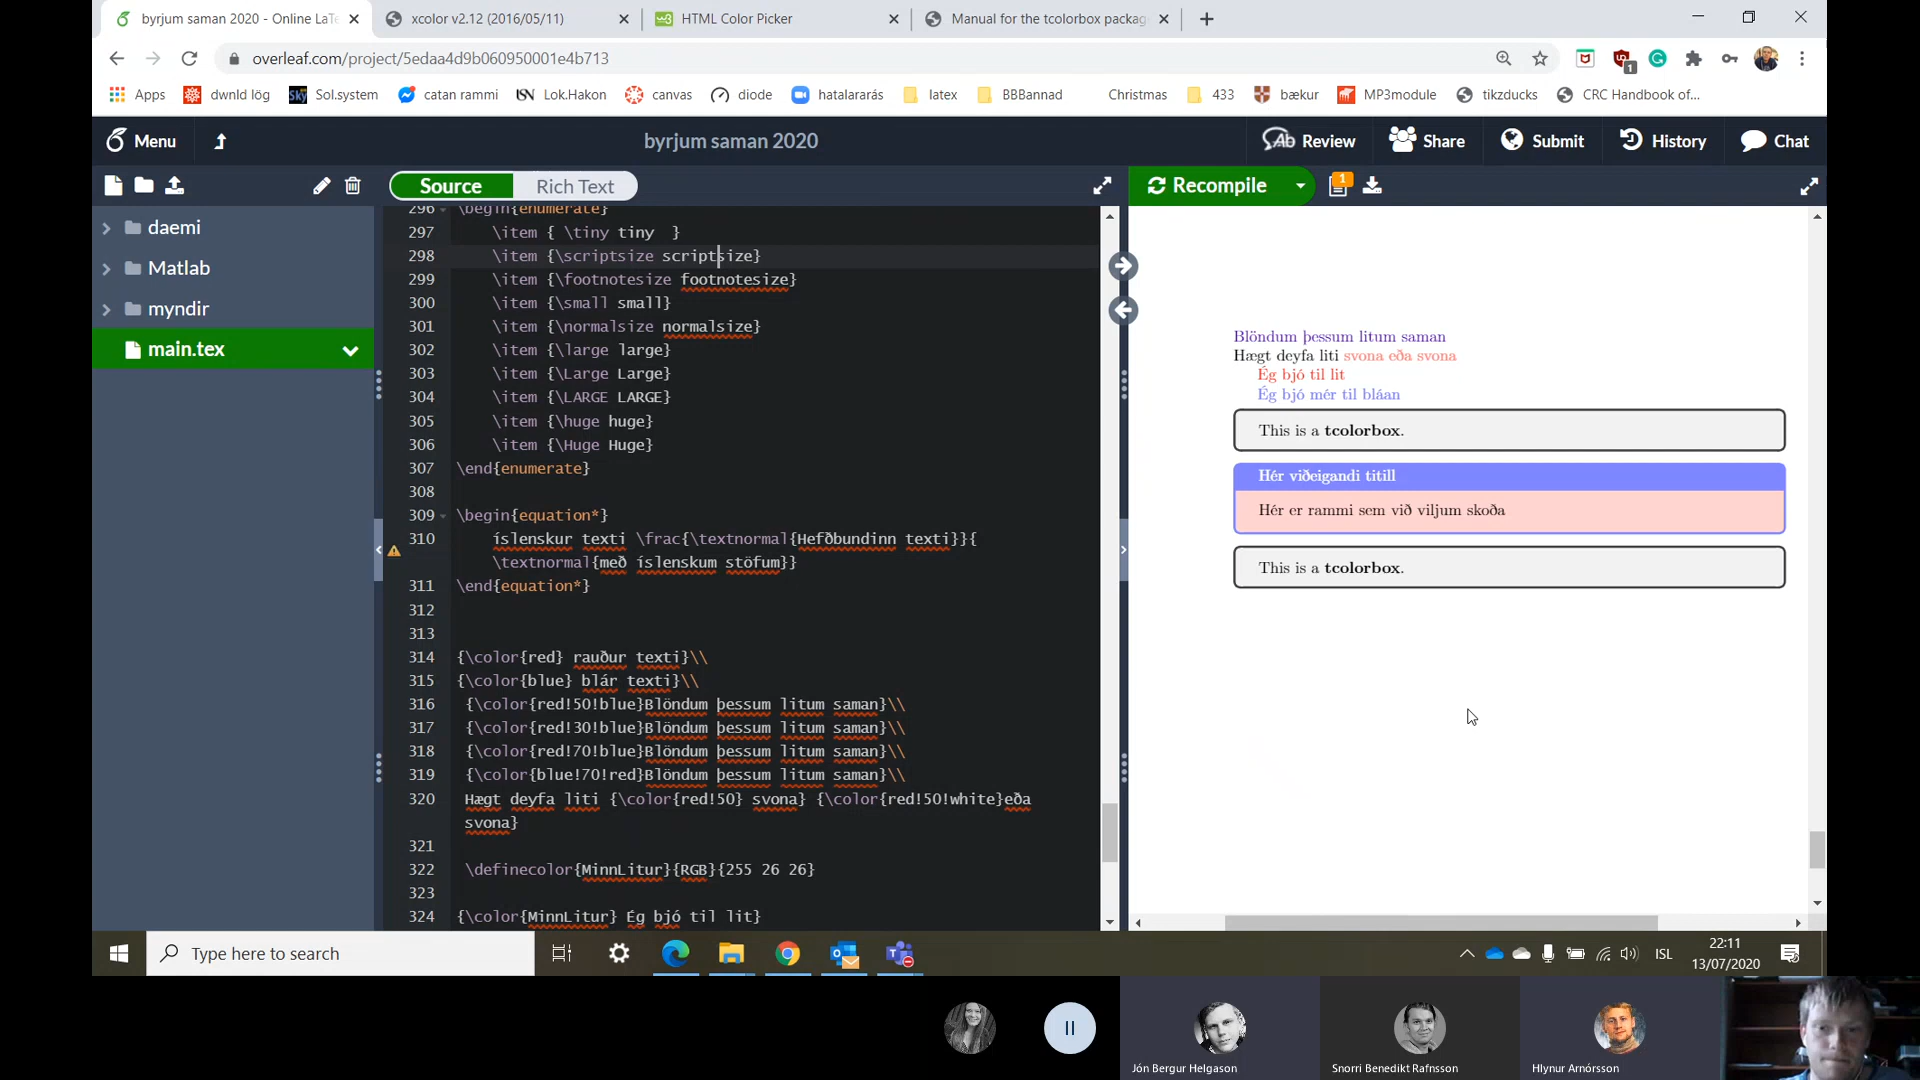 byrjum saman 2020 - Online LaTe
xcolor v2.12 (2016/05/11)
HTML Color Picker
Manual for the tcolorbox packag
overleaf.com/project/5edaa4d9b060950001e4b713
1
Apps
dwnld lög
Sol.system
catan rammi
Lok.Hakon
canvas
diode
hatalararás
latex
BBBannad
Christmas
433
bækur
MP3module
tikzducks
CRC Handbook of...
Menu
byrjum saman 2020
Review
Share
Submit
History
Chat
Source
Rich Text
Recompile
1
daemi
Matlab
myndir
main.tex
296 \begin{enumerate}
297 \item { \tiny tiny }
298 \item {\scriptsize scriptsize}
299 \item {\footnotesize footnotesize}
300 \item {\small small}
301 \item {\normalsize normalsize}
302 \item {\large large}
303 \item {\Large Large}
304 \item {\LARGE LARGE}
305 \item {\huge huge}
306 \item {\Huge Huge}
307 \end{enumerate}
308
309 \begin{equation*}
310 íslenskur texti \frac{\textnormal{Hefðbundinn texti}}{
\textnormal{með íslenskum stöfum}}
311 \end{equation*}
312
313
314 {\color{red} rauður texti}\\
315 {\color{blue} blár texti}\\
316 {\color{red!50!blue}Blöndum þessum litum saman}\\
317 {\color{red!30!blue}Blöndum þessum litum saman}\\
318 {\color{red!70!blue}Blöndum þessum litum saman}\\
319 {\color{blue!70!red}Blöndum þessum litum saman}\\
320 Hægt deyfa liti {\color{red!50} svona} {\color{red!50!white}eða
svona}
321
322 \definecolor{MinnLitur}{RGB}{255 26 26}
323
324 {\color{MinnLitur} Ég bjó til lit}
Blöndum þessum litum saman
Hægt deyfa liti svona eða svona
Ég bjó til lit
Ég bjó mér til bláan
This is a tcolorbox.
Hér viðeigandi titill
Hér er rammi sem við viljum skoða
This is a tcolorbox.
Type here to search
ISL
22:11
13/07/2020
Jón Bergur Helgason
Snorri Benedikt Rafnsson
Hlynur Arnórsson